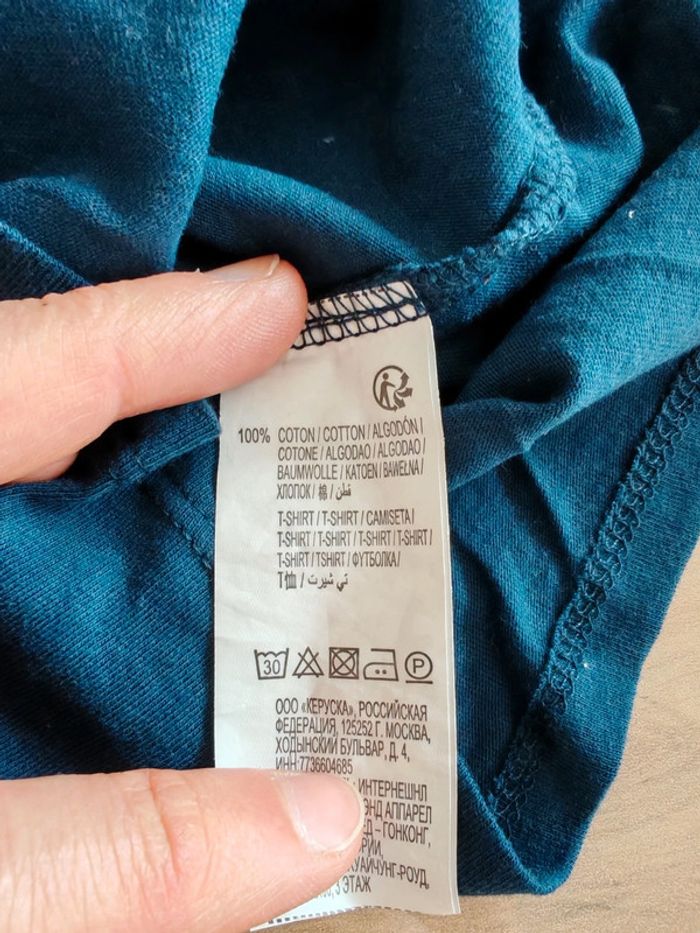 100% COTON / COTTON / ALGODÓN /
COTONE / ALGODAO / ALGODAO /
BAUMWOLLE / KATOEN / BAWEŁNA /
ХЛОПОК / 棉 / قطن /
T-SHIRT / T-SHIRT / CAMISETA /
T-SHIRT / T-SHIRT / T-SHIRT / T-SHIRT /
T-SHIRT / TSHIRT / ФУТБОЛКА /
T恤 / تي شيرت /
30 P
ООО «КЕРУСКА», РОССИЙСКАЯ
ФЕДЕРАЦИЯ, 125252 Г. МОСКВА,
ХОДЫНСКИЙ БУЛЬВАР, Д. 4,
ИНН:7736604685
: ИНТЕРНЕШНЛ
ЭНД АППАРЕЛ
– ГОНКОНГ,
КУАЙЧУНГ-РОУД,
3 ЭТАЖ